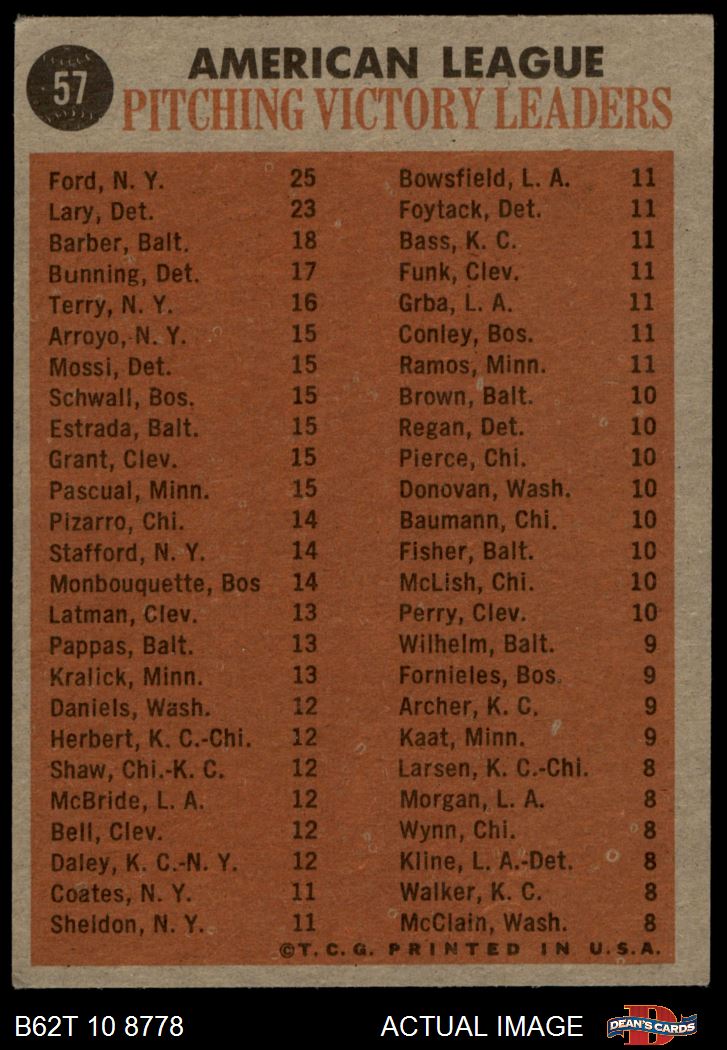 57
AMERICAN LEAGUE
PITCHING VICTORY LEADERS
Ford, N. Y. 25
Lary, Det. 23
Barber, Balt. 18
Bunning, Det. 17
Terry, N. Y. 16
Arroyo, N. Y. 15
Mossi, Det. 15
Schwall, Bos. 15
Estrada, Balt. 15
Grant, Clev. 15
Pascual, Minn. 15
Pizarro, Chi. 14
Stafford, N. Y. 14
Monbouquette, Bos 14
Latman, Clev. 13
Pappas, Balt. 13
Kralick, Minn. 13
Daniels, Wash. 12
Herbert, K. C.-Chi. 12
Shaw, Chi.-K. C. 12
McBride, L. A. 12
Bell, Clev. 12
Daley, K. C.-N. Y. 12
Coates, N. Y. 11
Sheldon, N. Y. 11
Bowsfield, L. A. 11
Foytack, Det. 11
Bass, K. C. 11
Funk, Clev. 11
Grba, L. A. 11
Conley, Bos. 11
Ramos, Minn. 11
Brown, Balt. 10
Regan, Det. 10
Pierce, Chi. 10
Donovan, Wash. 10
Baumann, Chi. 10
Fisher, Balt. 10
McLish, Chi. 10
Perry, Clev. 10
Wilhelm, Balt. 9
Fornieles, Bos. 9
Archer, K. C. 9
Kaat, Minn. 9
Larsen, K. C.-Chi. 8
Morgan, L. A. 8
Wynn, Chi. 8
Kline, L. A.-Det. 8
Walker, K. C. 8
McClain, Wash. 8
©T. C. G. PRINTED IN U.S.A.
B62T 10 8778
ACTUAL IMAGE
DEAN'S CARDS